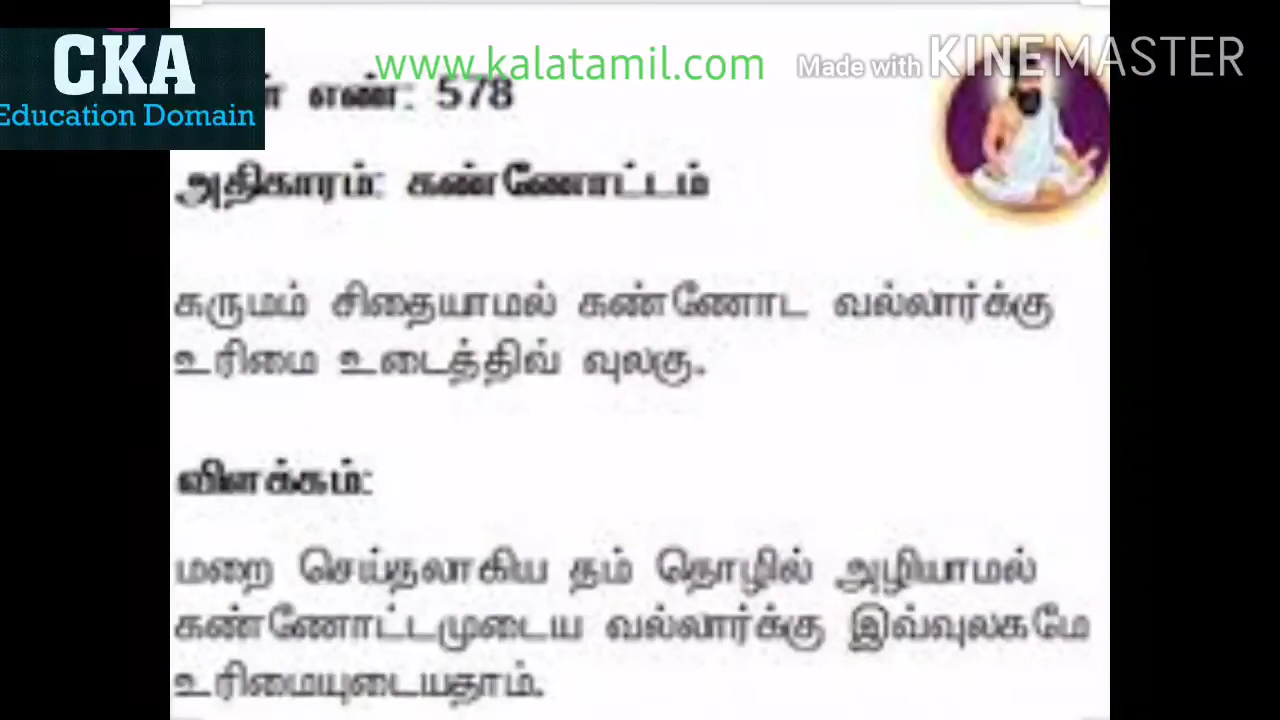 CKA
Education Domain
www.kalatamil.com
Made with KINEMASTER
எண்: 578
அதிகாரம்: கண்ணோட்டம்
கருமம் சிதையாமல் கண்ணோட வல்லார்க்கு
உரிமை உடைத்திவ் வுலகு.
விளக்கம்:
மறை செய்தலாகிய தம் தொழில் அழியாமல்
கண்ணோட்டமுடைய வல்லார்க்கு இவ்வுலகமே
உரிமையுடையதாம்.